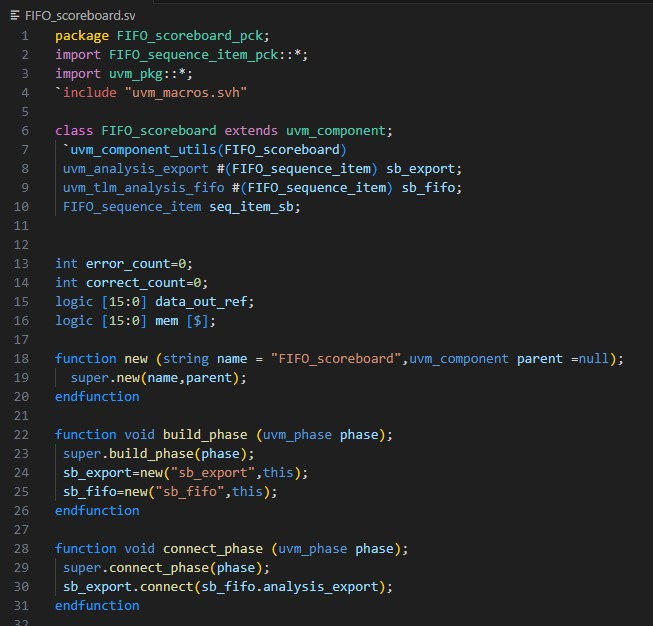 FIFO_scoreboard.sv
1 package FIFO_scoreboard_pck;
2 import FIFO_sequence_item_pck::*;
3 import uvm_pkg::*;
4 `include "uvm_macros.svh"
5
6 class FIFO_scoreboard extends uvm_component;
7 `uvm_component_utils(FIFO_scoreboard)
8 uvm_analysis_export #(FIFO_sequence_item) sb_export;
9 uvm_tlm_analysis_fifo #(FIFO_sequence_item) sb_fifo;
10 FIFO_sequence_item seq_item_sb;
11
12
13 int error_count=0;
14 int correct_count=0;
15 logic [15:0] data_out_ref;
16 logic [15:0] mem [$];
17
18 function new (string name = "FIFO_scoreboard",uvm_component parent =null);
19 super.new(name,parent);
20 endfunction
21
22 function void build_phase (uvm_phase phase);
23 super.build_phase(phase);
24 sb_export=new("sb_export",this);
25 sb_fifo=new("sb_fifo",this);
26 endfunction
27
28 function void connect_phase (uvm_phase phase);
29 super.connect_phase(phase);
30 sb_export.connect(sb_fifo.analysis_export);
31 endfunction
32